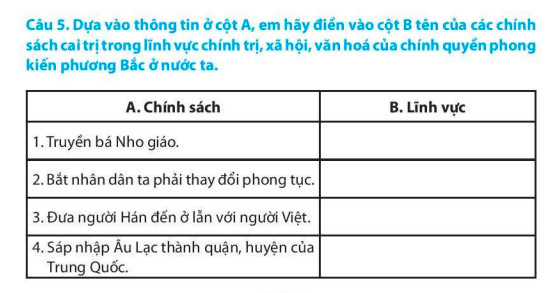 Câu 5. Dựa vào thông tin ở cột A, em hãy điền vào cột B tên của các chính
sách cai trị trong lĩnh vực chính trị, xã hội, văn hoá của chính quyền phong
kiến phương Bắc ở nước ta.
A. Chính sách
B. Lĩnh vực
1. Truyền bá Nho giáo.
2. Bắt nhân dân ta phải thay đổi phong tục.
3. Đưa người Hán đến ở lẫn với người Việt.
4. Sáp nhập Âu Lạc thành quận, huyện của
Trung Quốc.